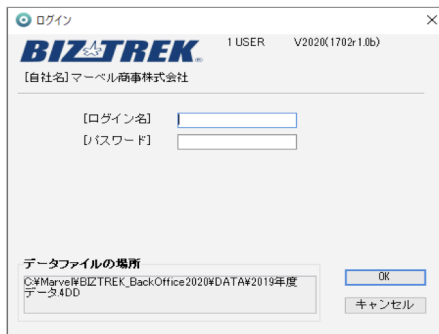 ログイン
BIZTREK. 1 USER V2020(1702r1.0b)
[自社名]マーベル商事株式会社
[ログイン名]
[パスワード]
データファイルの場所
C:¥Marvel¥BIZTREK_BackOffice2020¥DATA¥2019年度
データ.4DD
OK
キャンセル